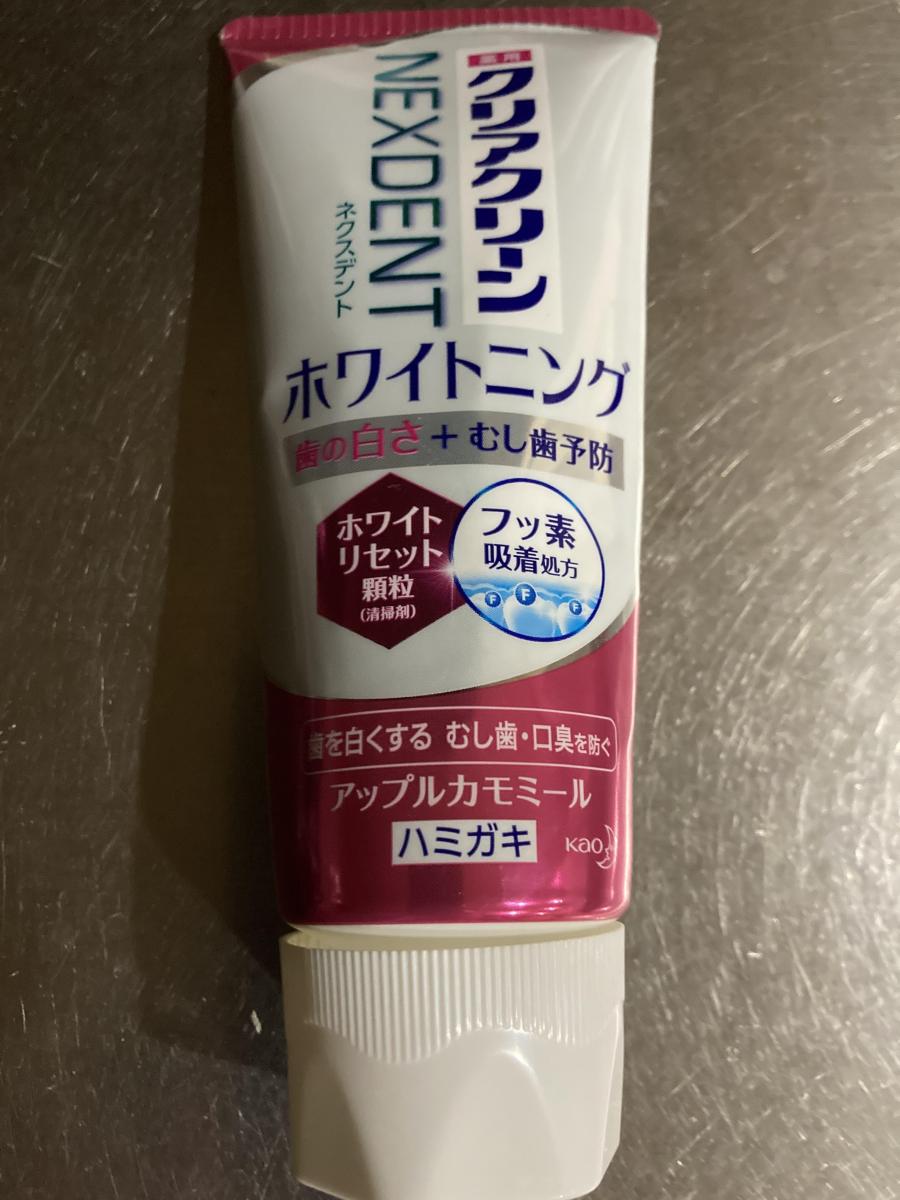 薬用
クリアクリーン
NEXDENT
ネクスデント
ホワイトニング
歯の白さ + むし歯予防
ホワイト
リセット
顆粒
(清掃剤)
フッ素
吸着処方
F F F
歯を白くする むし歯・口臭を防ぐ
アップルカモミール
ハミガキ
Kao